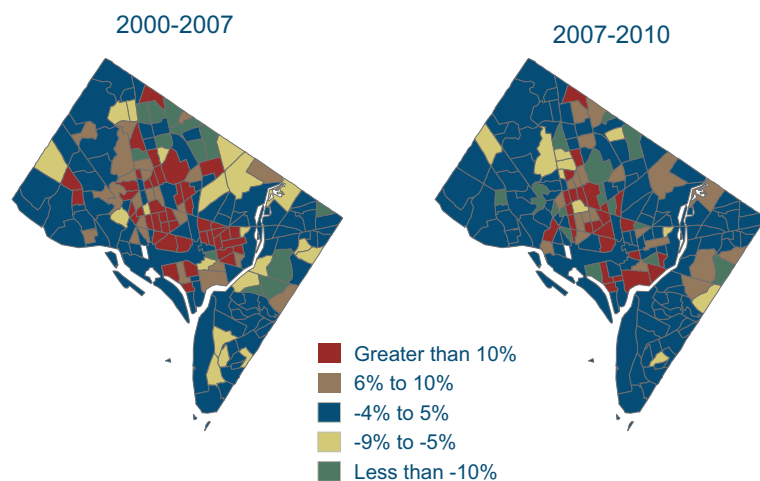 2000-2007
2007-2010
Greater than 10%
6% to 10%
-4% to 5%
-9% to -5%
Less than -10%